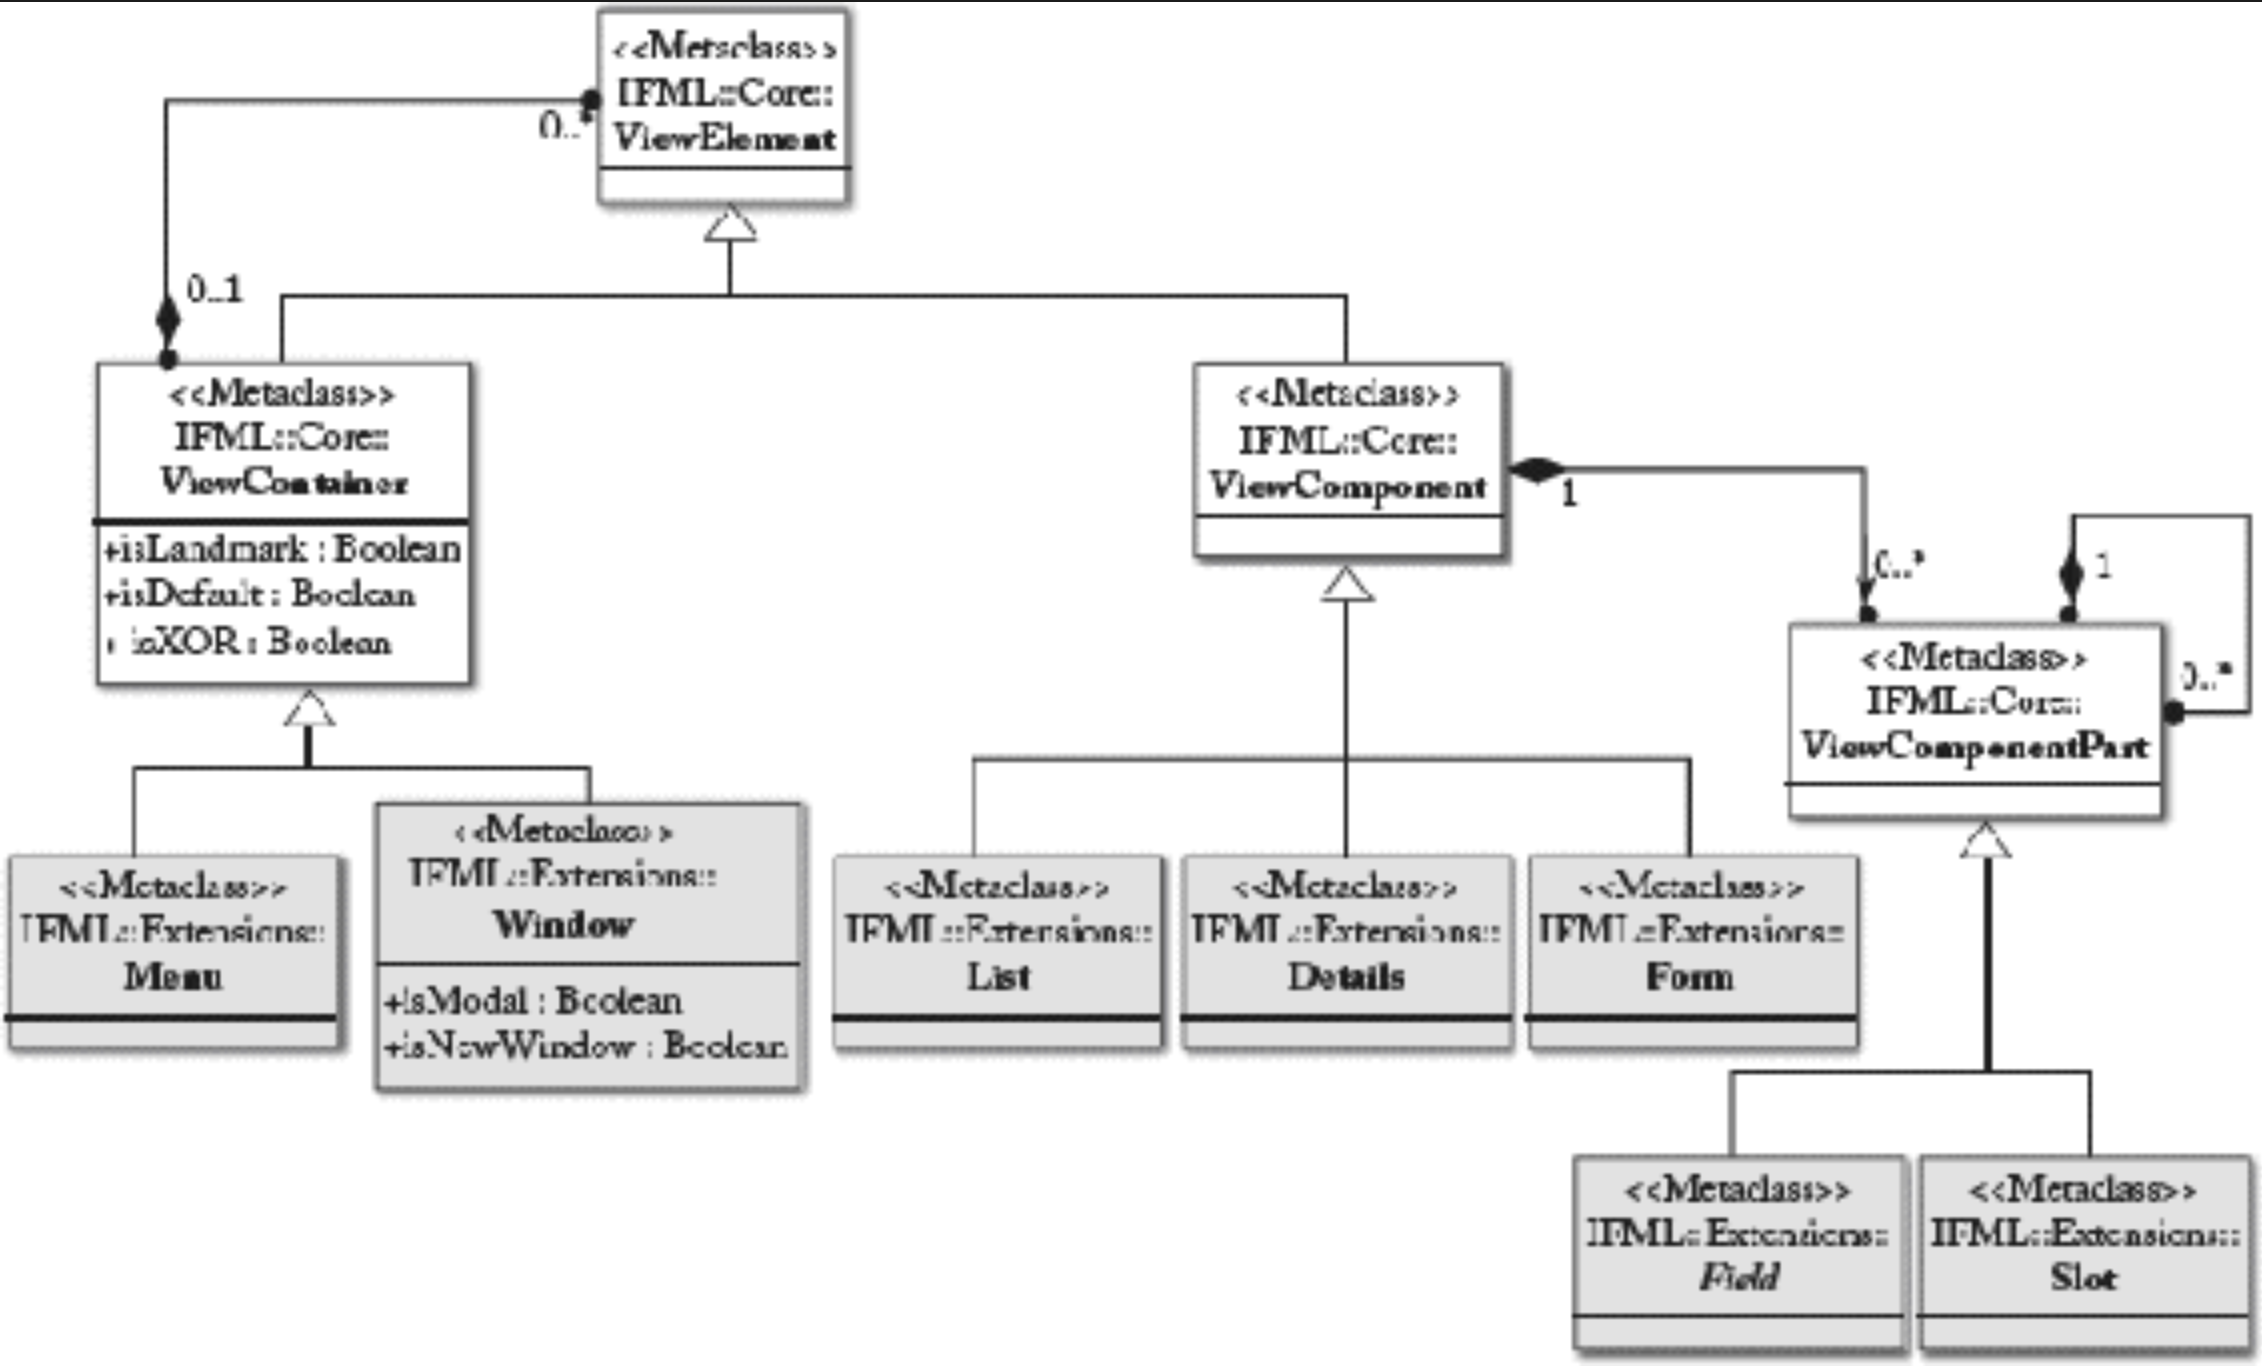 <<Metaclass>>
IFML::Core::
ViewElement
0..*
0..1
<<Metaclass>>
IFML::Core::
ViewContainer
+isLandmark : Boolean
+isDefault : Boolean
+isXOR : Boolean
<<Metaclass>>
IFML::Core::
ViewComponent
1
0..*
1
0..*
<<Metaclass>>
IFML::Core::
ViewComponentPart
<<Metaclass>>
IFML::Extensions::
Menu
<<Metaclass>>
IFML::Extensions::
Window
+isModal : Boolean
+isNewWindow : Boolean
<<Metaclass>>
IFML::Extensions::
List
<<Metaclass>>
IFML::Extensions::
Details
<<Metaclass>>
IFML::Extensions::
Form
<<Metaclass>>
IFML::Extensions::
Field
<<Metaclass>>
IFML::Extensions::
Slot